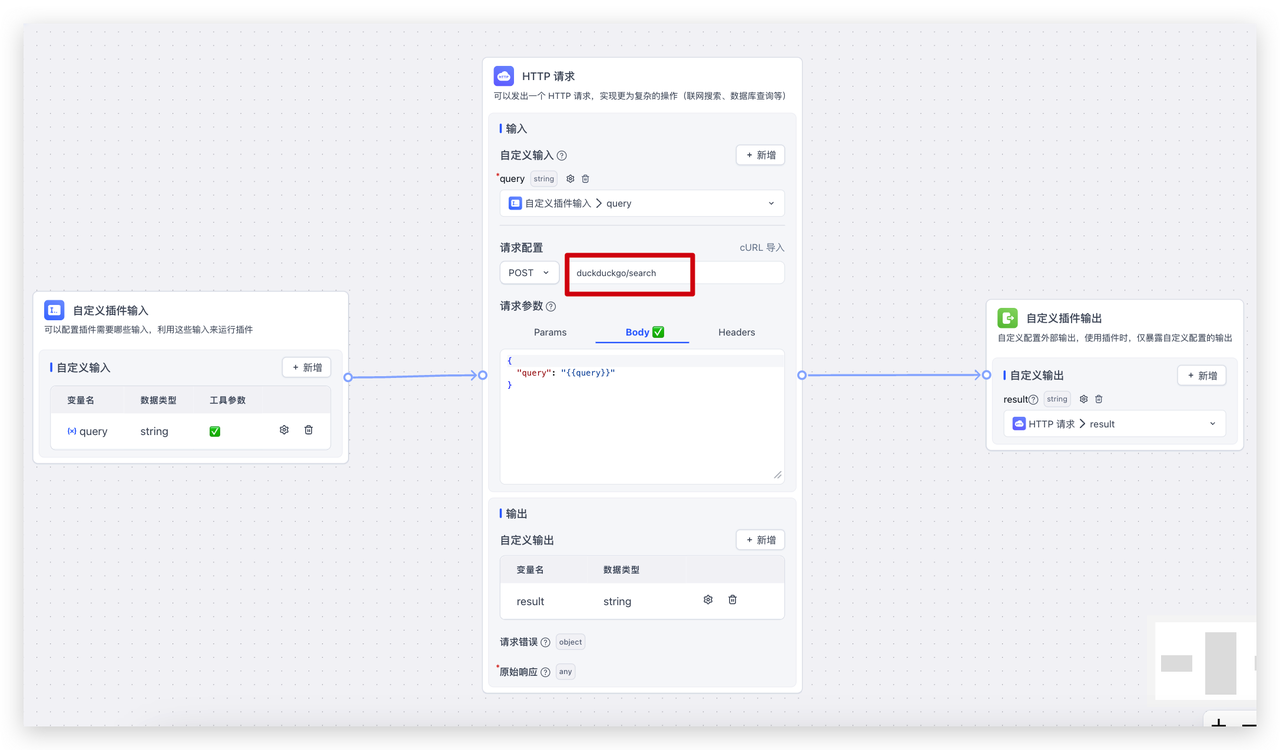 自定义插件输入
可以配置插件需要哪些输入，利用这些输入来运行插件
自定义输入
+ 新增
变量名 数据类型 工具参数
(x) query string ✅
HTTP 请求
可以发出一个 HTTP 请求，实现更为复杂的操作（联网搜索、数据库查询等）
输入
自定义输入 ?
+ 新增
*query string
自定义插件输入 > query
请求配置 cURL 导入
POST duckduckgo/search
请求参数 ?
Params Body ✅ Headers
{
"query": "{{query}}"
}
输出
自定义输出
+ 新增
变量名 数据类型
result string
请求错误 ? object
*原始响应 ? any
自定义插件输出
自定义配置外部输出，使用插件时，仅暴露自定义配置的输出
自定义输出
+ 新增
result ? string
HTTP 请求 > result